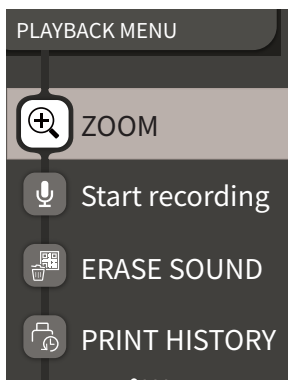 PLAYBACK MENU
ZOOM
Start recording
ERASE SOUND
PRINT HISTORY